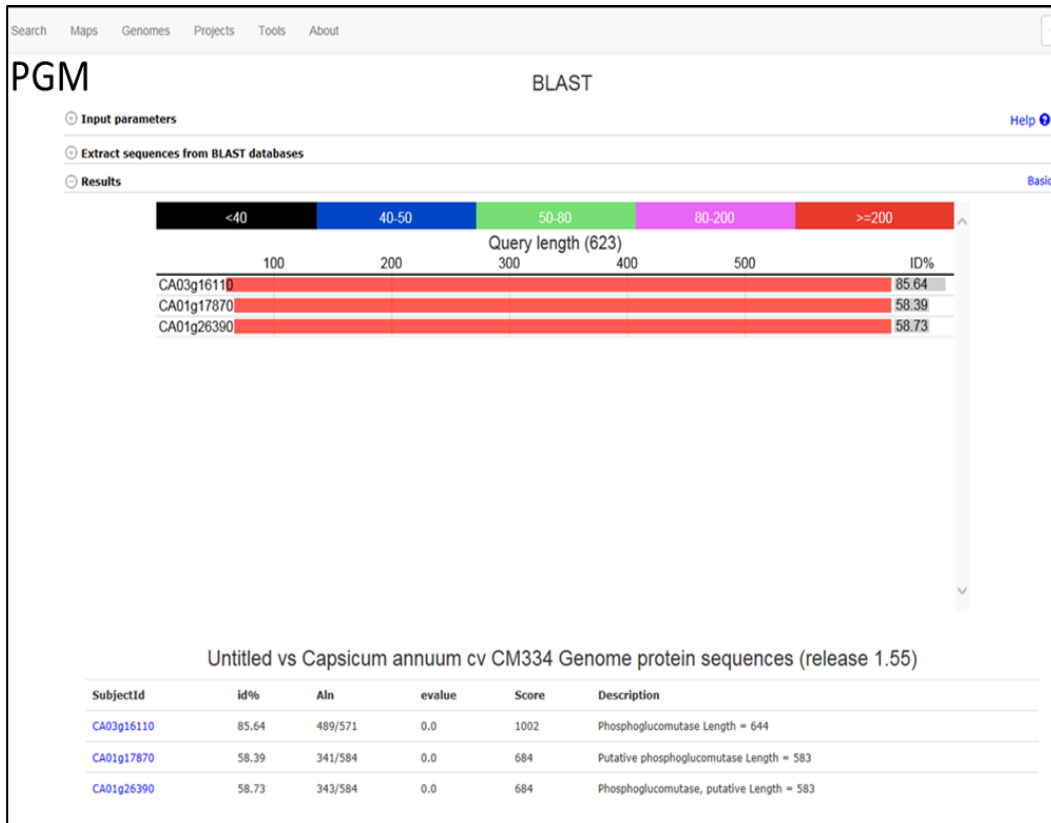 Search Maps Genomes Projects Tools About
PGM
BLAST
Input parameters
Help
Extract sequences from BLAST databases
Results
Basic
<40 40-50 50-80 80-200 >=200
Query length (623)
100 200 300 400 500 ID%
CA03g16110 85.64
CA01g17870 58.39
CA01g26390 58.73
Untitled vs Capsicum annuum cv CM334 Genome protein sequences (release 1.55)
SubjectId id% Aln evalue Score Description
CA03g16110 85.64 489/571 0.0 1002 Phosphoglucomutase Length = 644
CA01g17870 58.39 341/584 0.0 684 Putative phosphoglucomutase Length = 583
CA01g26390 58.73 343/584 0.0 684 Phosphoglucomutase, putative Length = 583